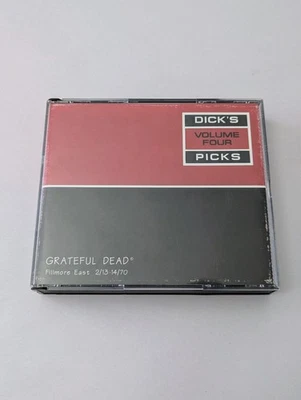 DICK'S
VOLUME
FOUR
PICKS
GRATEFUL DEAD®
Fillmore East 2/13-14/70